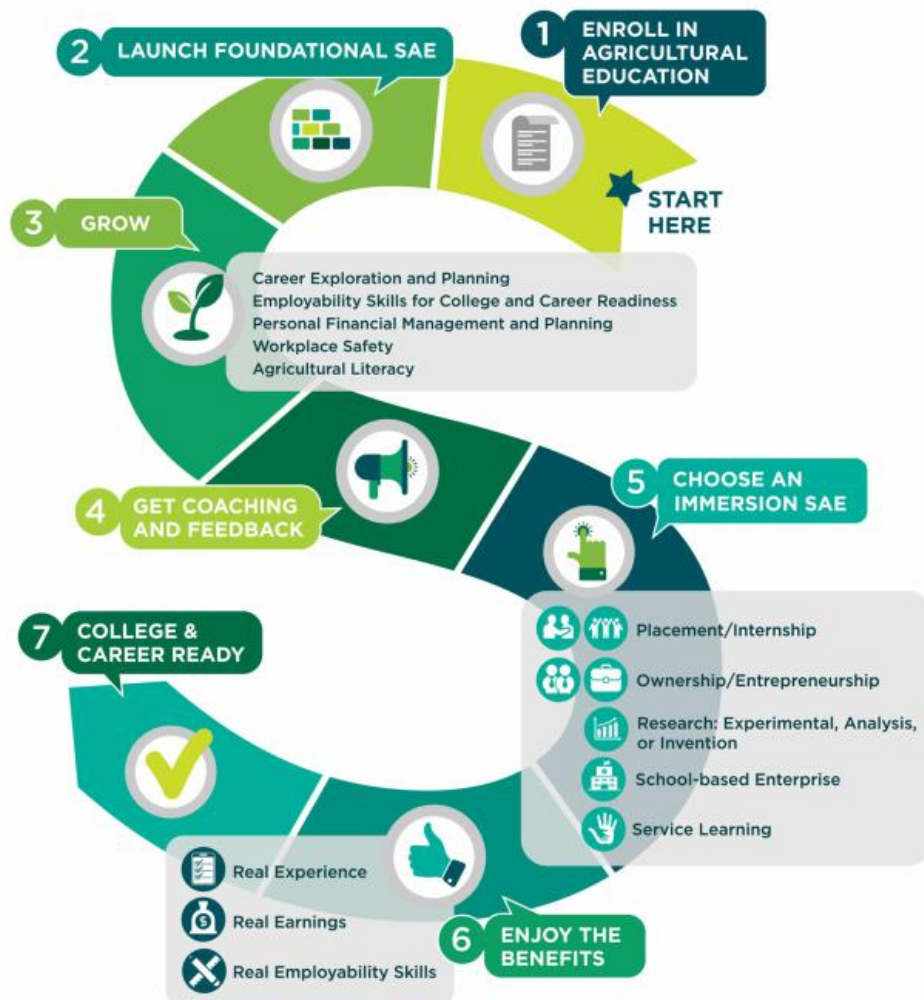 1
ENROLL IN
AGRICULTURAL
EDUCATION
START
HERE
2
LAUNCH FOUNDATIONAL SAE
3
GROW
Career Exploration and Planning
Employability Skills for College and Career Readiness
Personal Financial Management and Planning
Workplace Safety
Agricultural Literacy
4
GET COACHING
AND FEEDBACK
5
CHOOSE AN
IMMERSION SAE
Placement/Internship
Ownership/Entrepreneurship
Research: Experimental, Analysis,
or Invention
School-based Enterprise
Service Learning
6
ENJOY THE
BENEFITS
Real Experience
$
Real Earnings
Real Employability Skills
7
COLLEGE &
CAREER READY